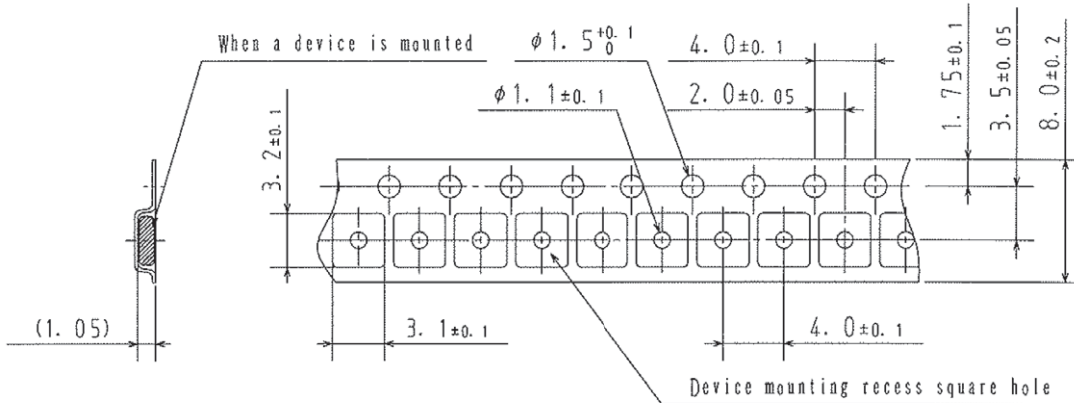 When a device is mounted
φ1.5 +0.1 0
4.0±0.1
φ1.1±0.1
2.0±0.05
1.75±0.1
3.5±0.05
8.0±0.2
3.2±0.1
(1.05)
3.1±0.1
4.0±0.1
Device mounting recess square hole